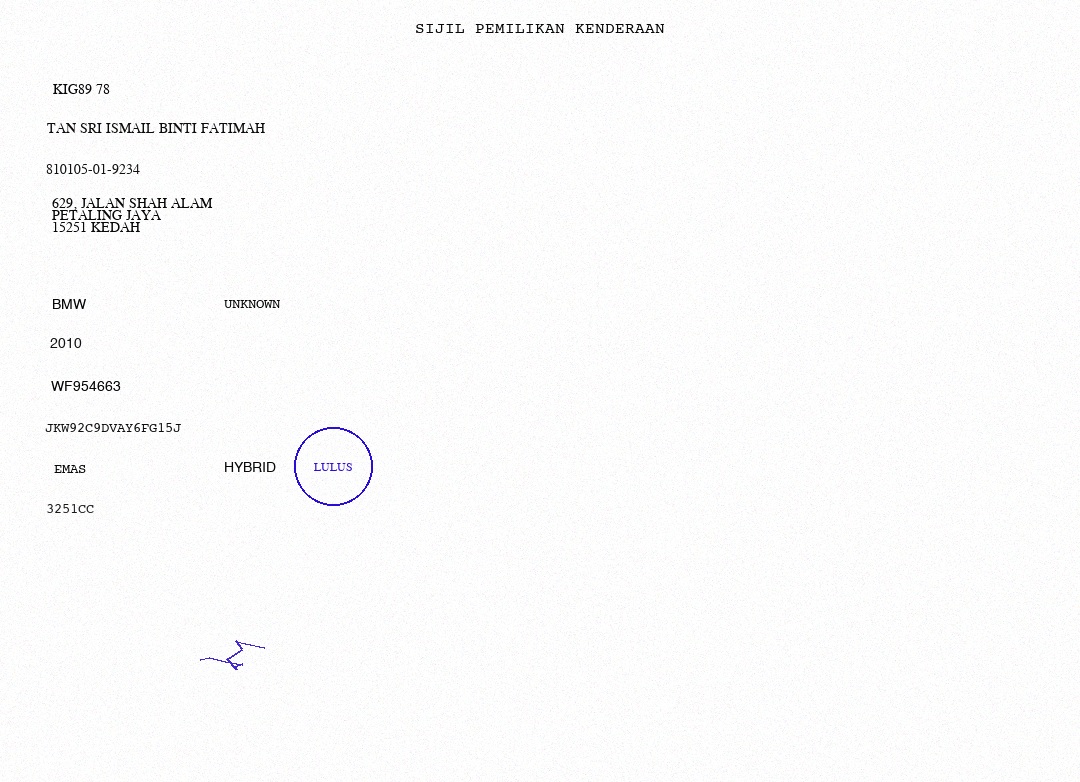 SIJIL PEMILIKAN KENDERAAN
KIG89 78
TAN SRI ISMAIL BINTI FATIMAH
810105-01-9234
629, JALAN SHAH ALAM
PETALING JAYA
15251 KEDAH
BMW UNKNOWN
2010
WF954663
JKW92C9DVAY6FG15J
EMAS HYBRID LULUS
3251CC